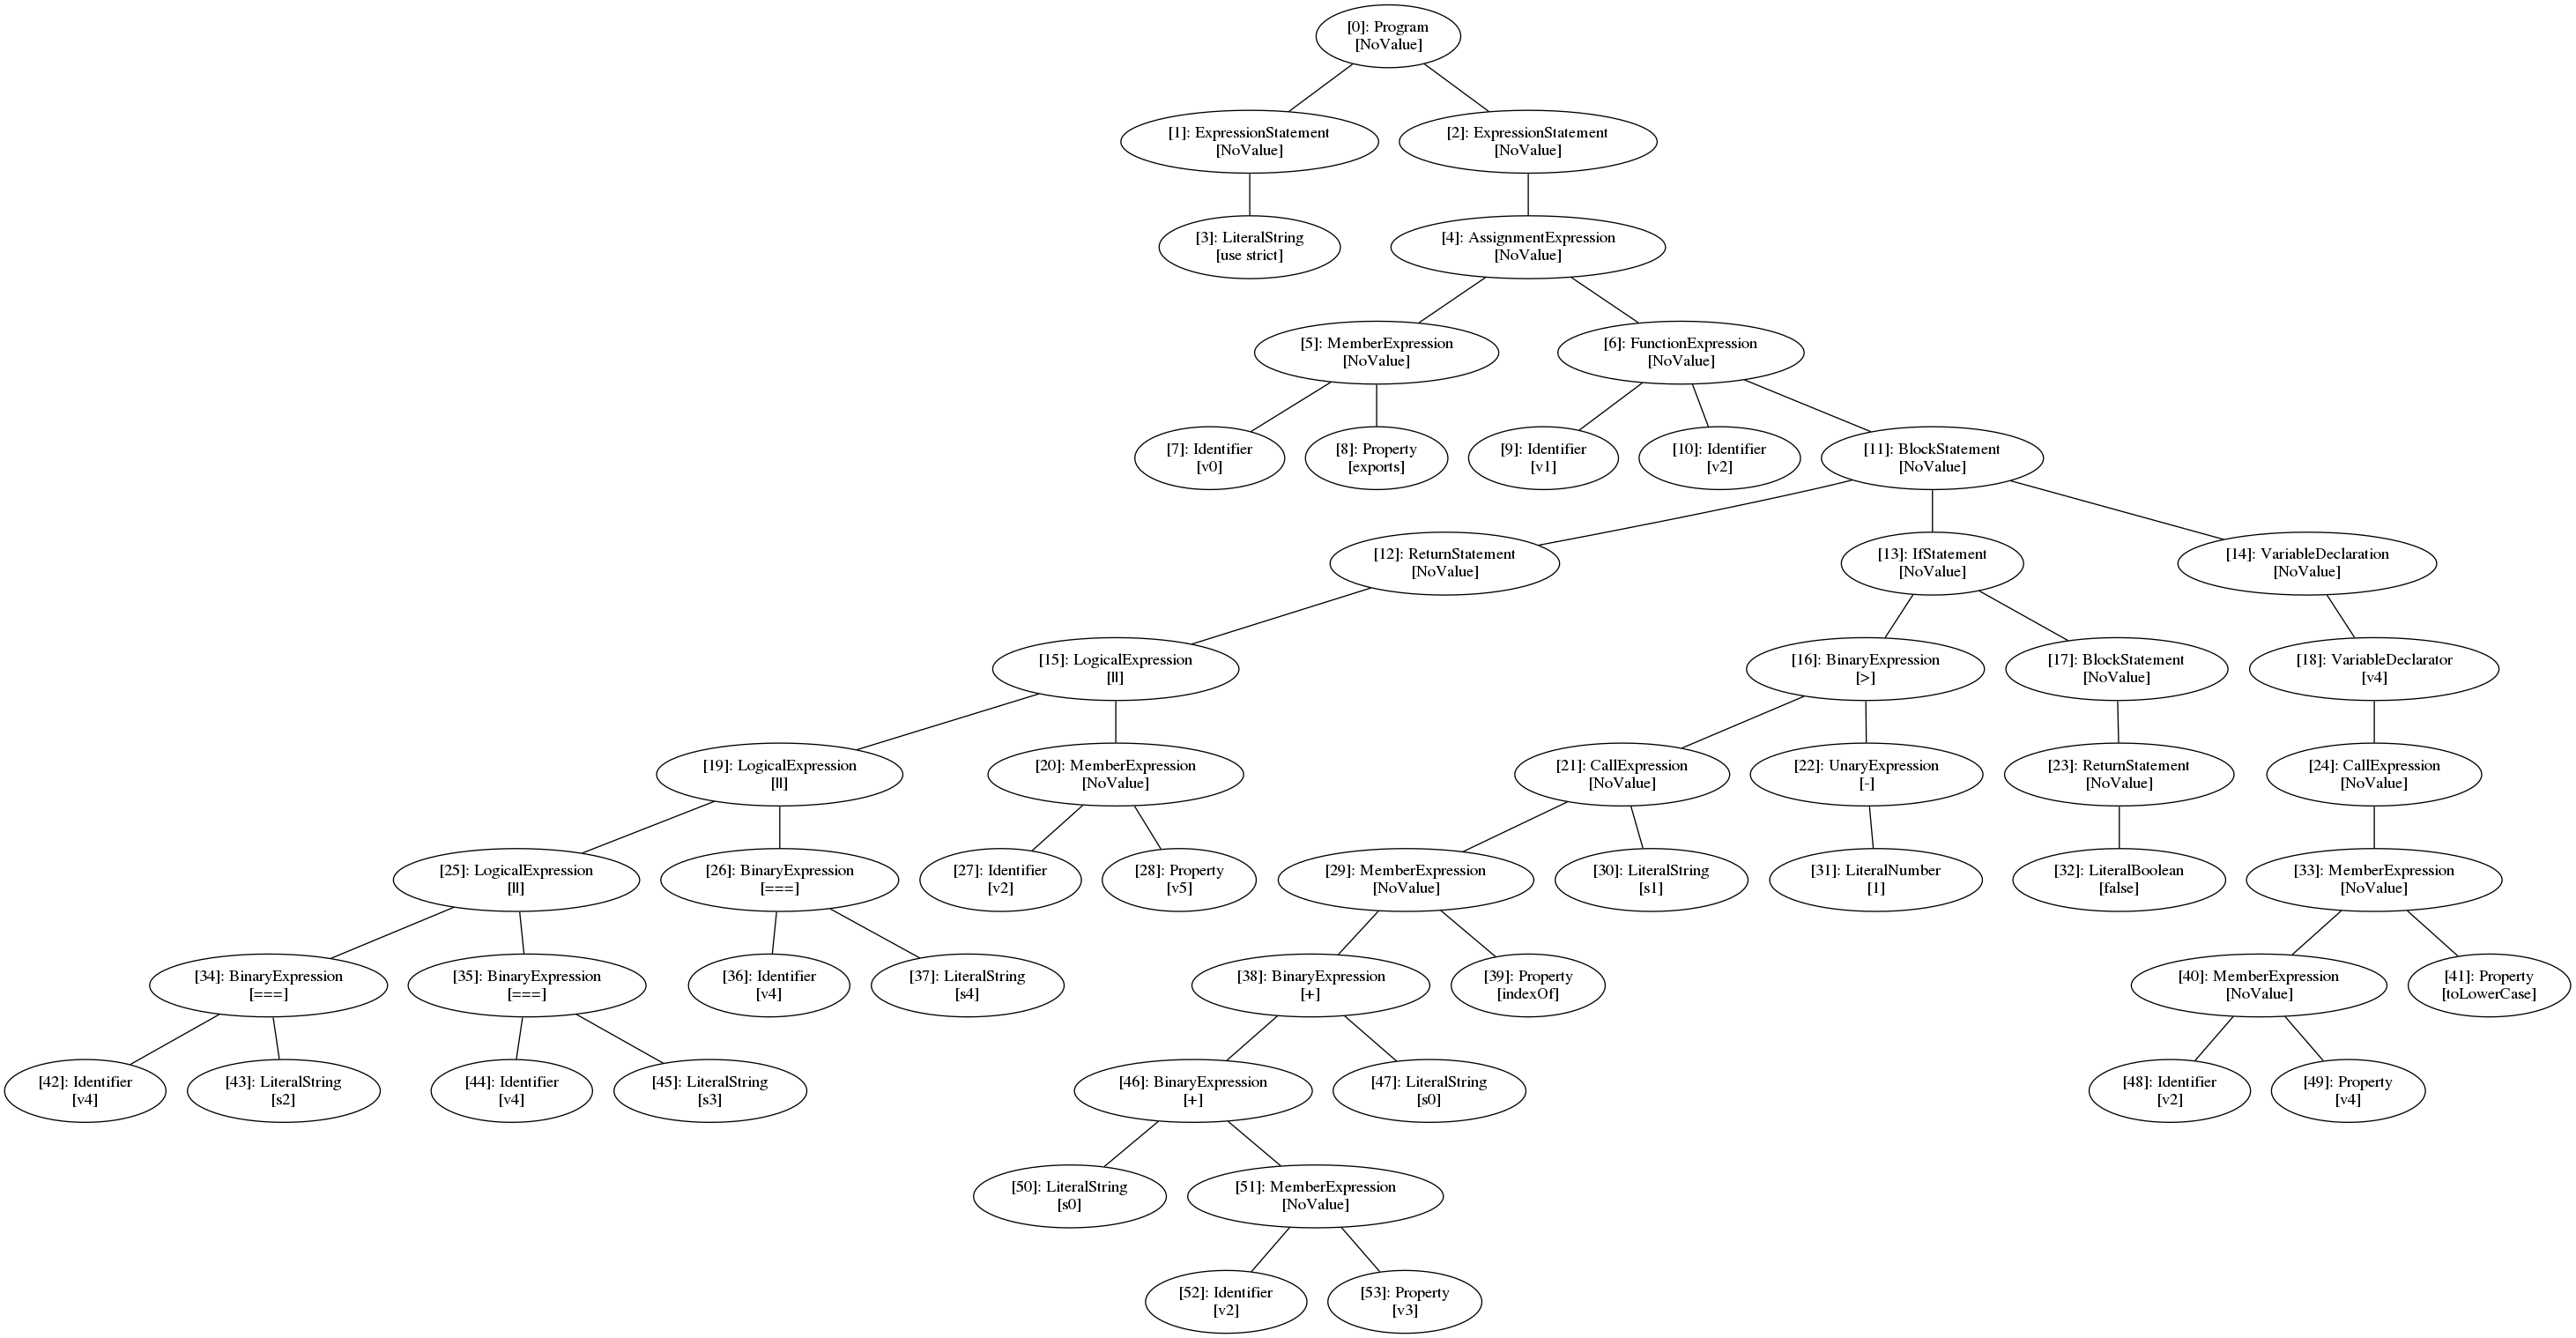 [0]: Program
[NoValue]
[1]: ExpressionStatement
[NoValue]
[2]: ExpressionStatement
[NoValue]
[3]: LiteralString
[use strict]
[4]: AssignmentExpression
[NoValue]
[5]: MemberExpression
[NoValue]
[6]: FunctionExpression
[NoValue]
[7]: Identifier
[v0]
[8]: Property
[exports]
[9]: Identifier
[v1]
[10]: Identifier
[v2]
[11]: BlockStatement
[NoValue]
[12]: ReturnStatement
[NoValue]
[13]: IfStatement
[NoValue]
[14]: VariableDeclaration
[NoValue]
[15]: LogicalExpression
[||]
[16]: BinaryExpression
[>]
[17]: BlockStatement
[NoValue]
[18]: VariableDeclarator
[v4]
[19]: LogicalExpression
[||]
[20]: MemberExpression
[NoValue]
[21]: CallExpression
[NoValue]
[22]: UnaryExpression
[-]
[23]: ReturnStatement
[NoValue]
[24]: CallExpression
[NoValue]
[25]: LogicalExpression
[||]
[26]: BinaryExpression
[===]
[27]: Identifier
[v2]
[28]: Property
[v5]
[29]: MemberExpression
[NoValue]
[30]: LiteralString
[s1]
[31]: LiteralNumber
[1]
[32]: LiteralBoolean
[false]
[33]: MemberExpression
[NoValue]
[34]: BinaryExpression
[===]
[35]: BinaryExpression
[===]
[36]: Identifier
[v4]
[37]: LiteralString
[s4]
[38]: BinaryExpression
[+]
[39]: Property
[indexOf]
[40]: MemberExpression
[NoValue]
[41]: Property
[toLowerCase]
[42]: Identifier
[v4]
[43]: LiteralString
[s2]
[44]: Identifier
[v4]
[45]: LiteralString
[s3]
[46]: BinaryExpression
[+]
[47]: LiteralString
[s0]
[48]: Identifier
[v2]
[49]: Property
[v4]
[50]: LiteralString
[s0]
[51]: MemberExpression
[NoValue]
[52]: Identifier
[v2]
[53]: Property
[v3]